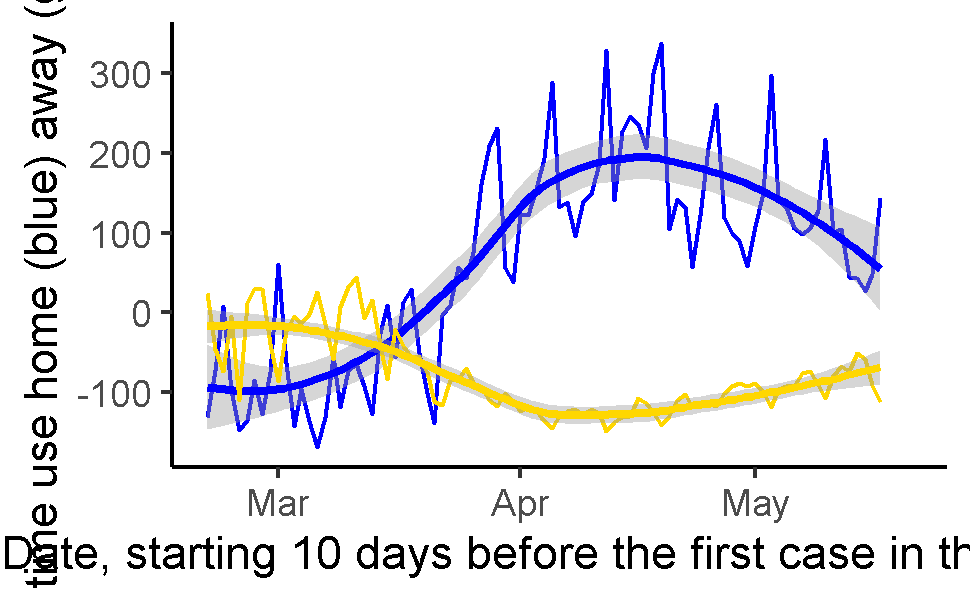 time use home (blue) away (
300
200
100
0
-100
Mar Apr May
Date, starting 10 days before the first case in th